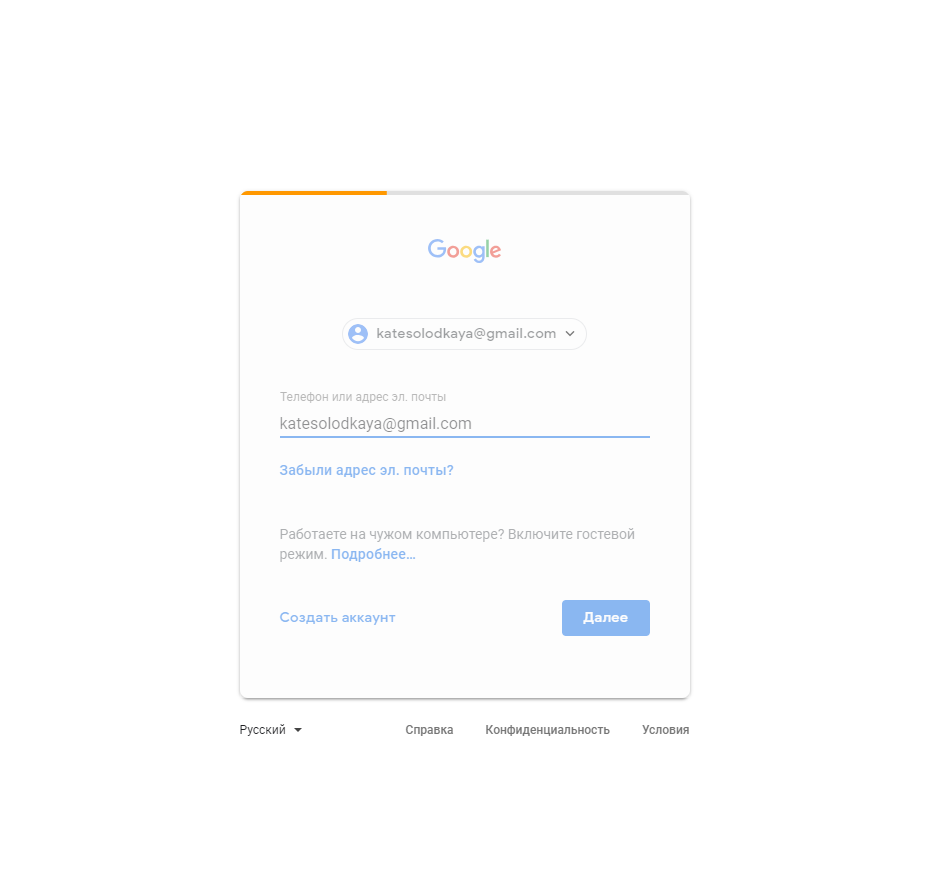 Google
katesolodkaya@gmail.com
Телефон или адрес эл. почты
katesolodkaya@gmail.com
Забыли адрес эл. почты?
Работаете на чужом компьютере? Включите гостевой
режим. Подробнее…
Создать аккаунт
Далее
Русский
Справка
Конфиденциальность
Условия